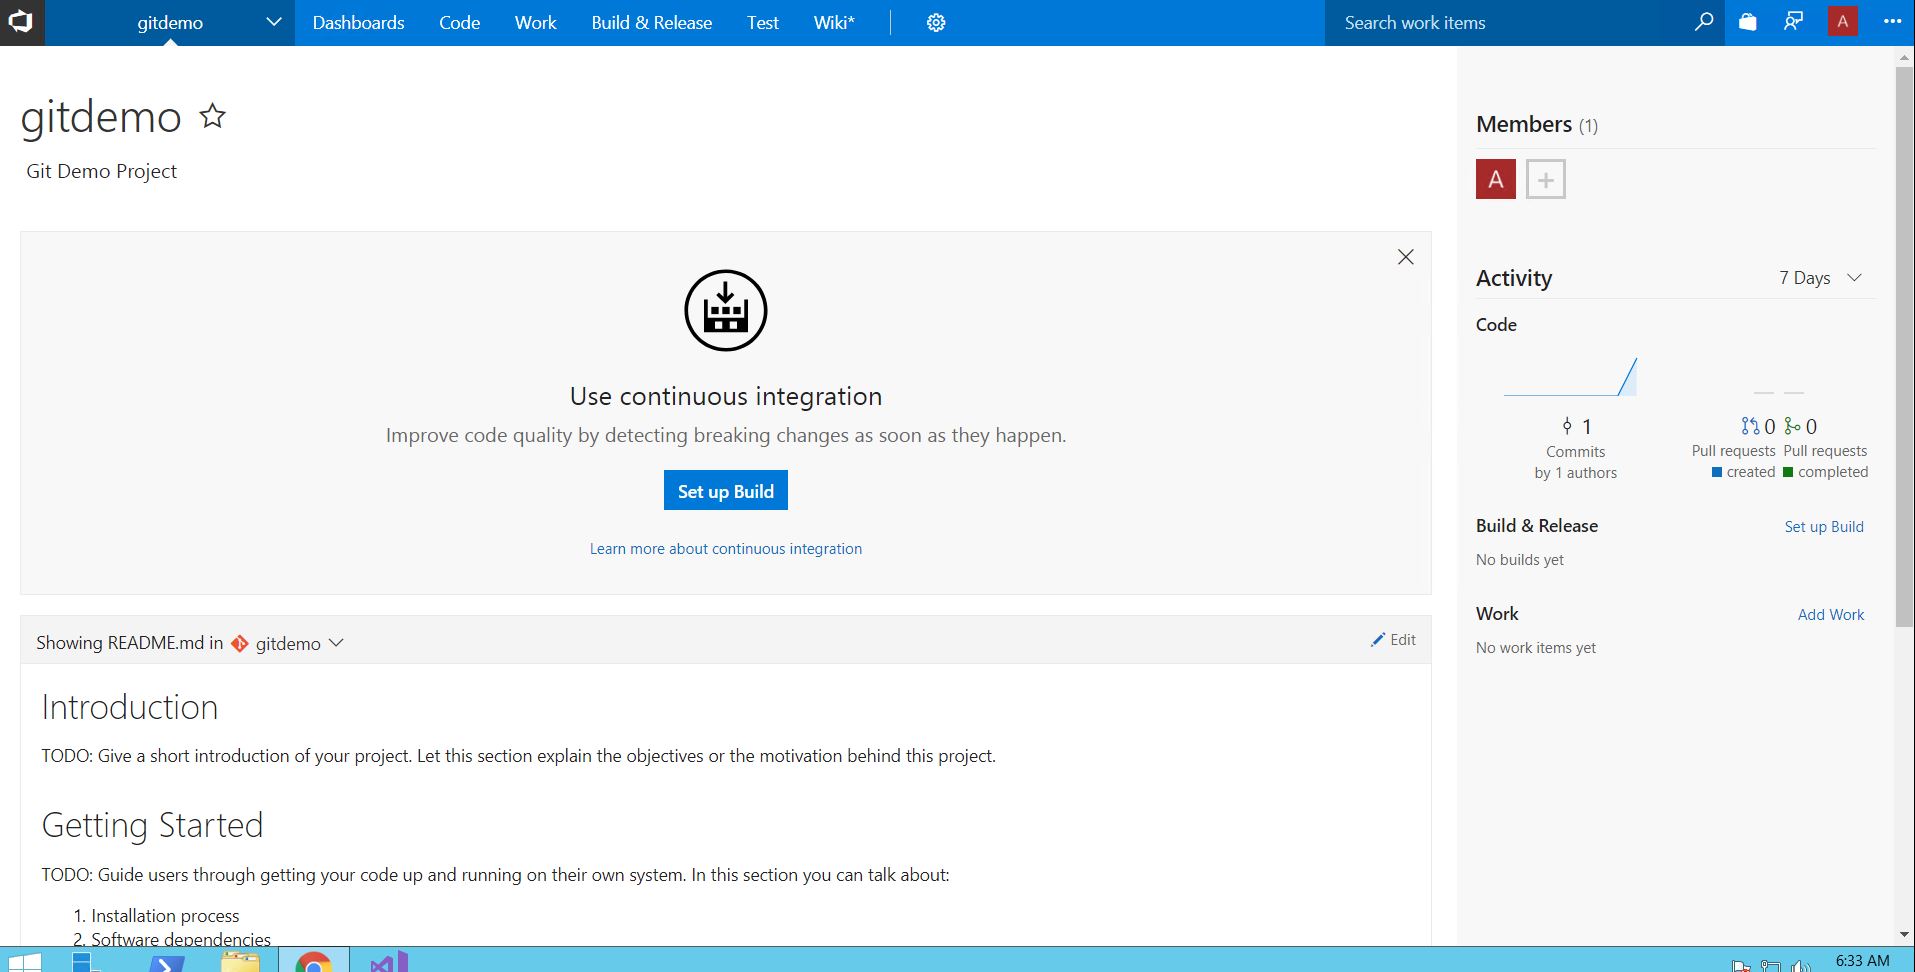 gitdemo Dashboards Code Work Build & Release Test Wiki* Search work items A
gitdemo
Git Demo Project
Use continuous integration
Improve code quality by detecting breaking changes as soon as they happen.
Set up Build
Learn more about continuous integration
Showing README.md in gitdemo Edit
Introduction
TODO: Give a short introduction of your project. Let this section explain the objectives or the motivation behind this project.
Getting Started
TODO: Guide users through getting your code up and running on their own system. In this section you can talk about:
1. Installation process
2. Software dependencies
Members (1)
A
Activity 7 Days
Code
1 0 0
Commits Pull requests Pull requests
by 1 authors created completed
Build & Release Set up Build
No builds yet
Work Add Work
No work items yet
6:33 AM